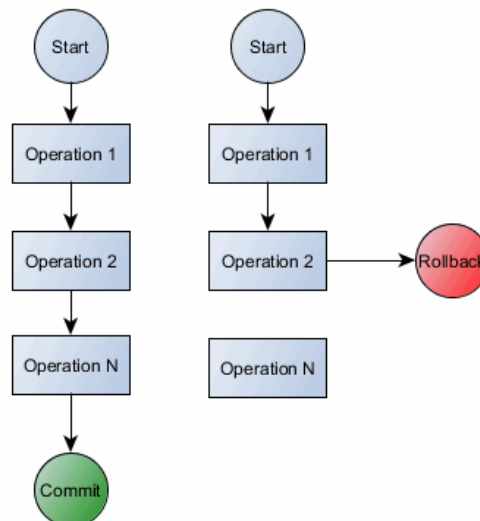 Start
Operation 1
Operation 2
Operation N
Commit
Start
Operation 1
Operation 2
Rollback
Operation N